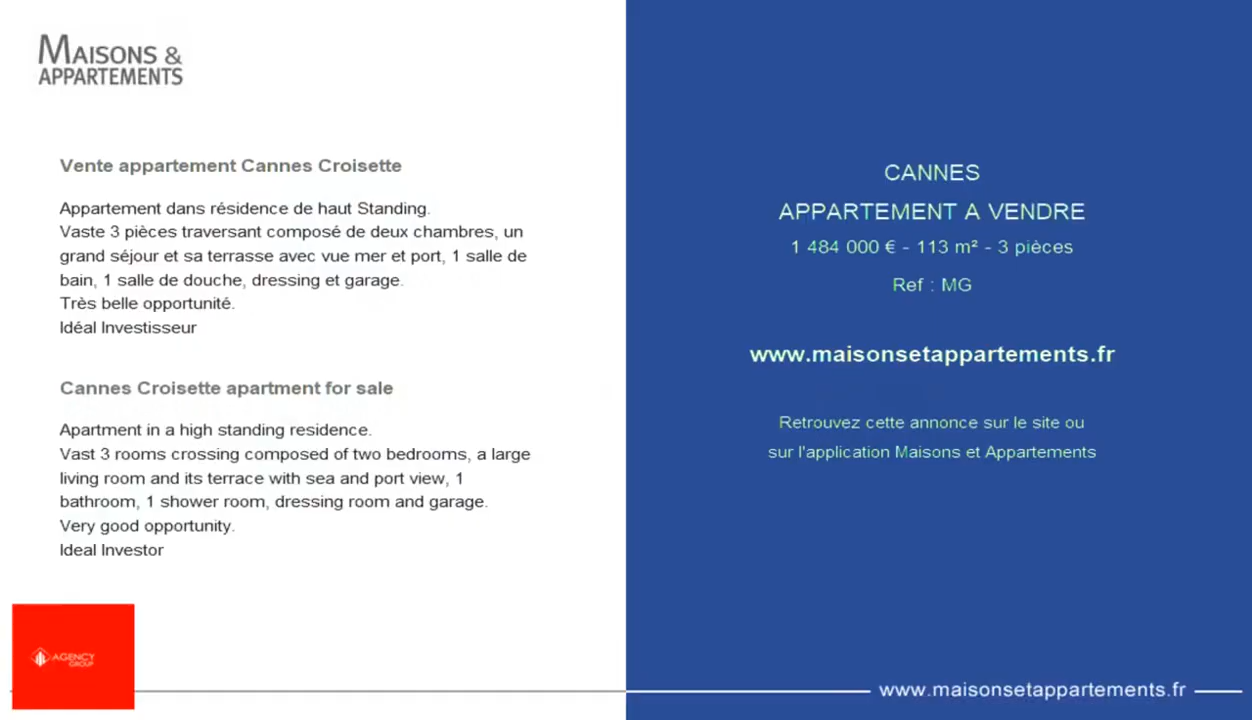 MAISONS &
APPARTEMENTS
Vente appartement Cannes Croisette
Appartement dans résidence de haut Standing.
Vaste 3 pièces traversant composé de deux chambres, un
grand séjour et sa terrasse avec vue mer et port, 1 salle de
bain, 1 salle de douche, dressing et garage.
Très belle opportunité.
Idéal Investisseur
Cannes Croisette apartment for sale
Apartment in a high standing residence.
Vast 3 rooms crossing composed of two bedrooms, a large
living room and its terrace with sea and port view, 1
bathroom, 1 shower room, dressing room and garage.
Very good opportunity.
Ideal Investor
AGENCY
GROUP
CANNES
APPARTEMENT A VENDRE
1 484 000 € - 113 m² - 3 pièces
Ref : MG
www.maisonsetappartements.fr
Retrouvez cette annonce sur le site ou
sur l'application Maisons et Appartements
www.maisonsetappartements.fr